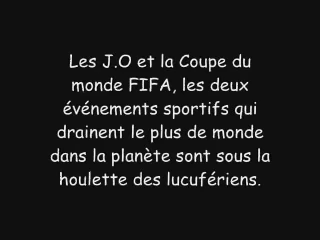 Les J.O et la Coupe du
monde FIFA, les deux
événements sportifs qui
drainent le plus de monde
dans la planète sont sous la
houlette des lucufériens.